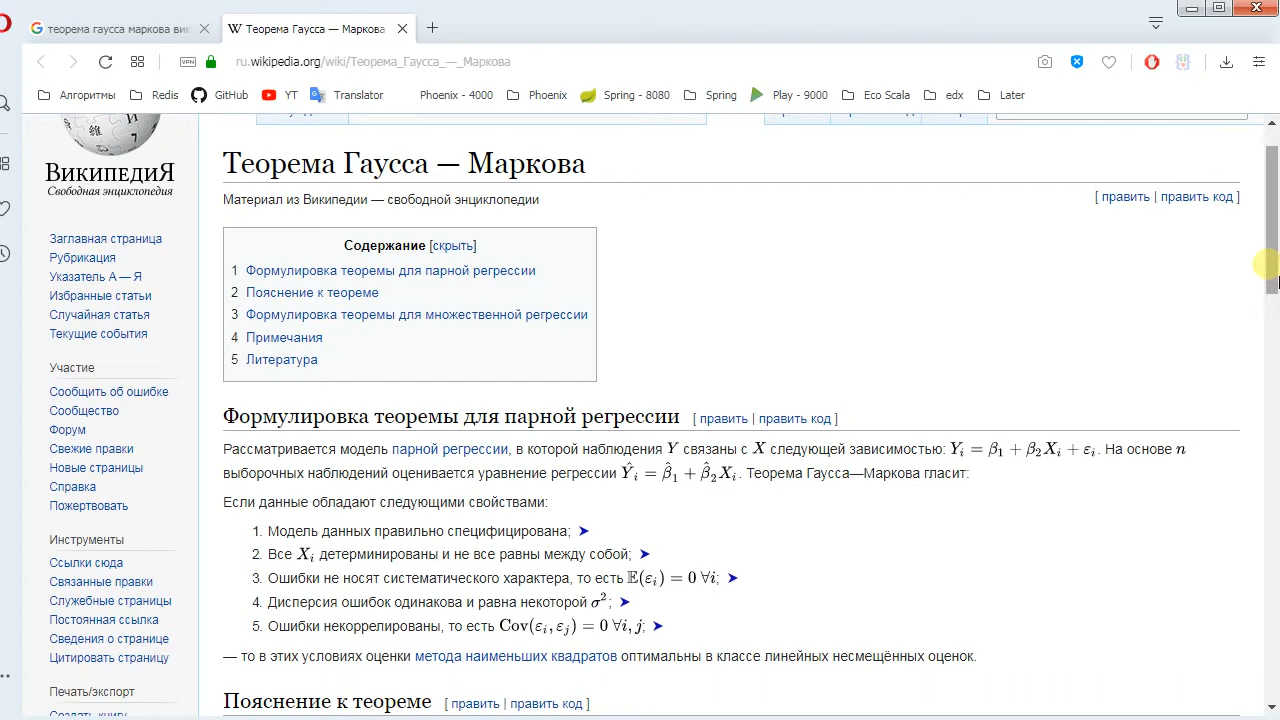 теорема гаусса маркова вик
Теорема Гаусса — Маркова
VPN ru.wikipedia.org/wiki/Теорема_Гаусса_—_Маркова
Алгоритмы Redis GitHub YT Translator Phoenix - 4000 Phoenix Spring - 8080 Spring Play - 9000 Eco Scala edx Later
ВикипедиЯ
Свободная энциклопедия
Заглавная страница
Рубрикация
Указатель А — Я
Избранные статьи
Случайная статья
Текущие события
Участие
Сообщить об ошибке
Сообщество
Форум
Свежие правки
Новые страницы
Справка
Пожертвовать
Инструменты
Ссылки сюда
Связанные правки
Служебные страницы
Постоянная ссылка
Сведения о странице
Цитировать страницу
Печать/экспорт
Теорема Гаусса — Маркова
Материал из Википедии — свободной энциклопедии
[ править | править код ]
Содержание [скрыть]
1 Формулировка теоремы для парной регрессии
2 Пояснение к теореме
3 Формулировка теоремы для множественной регрессии
4 Примечания
5 Литература
Формулировка теоремы для парной регрессии [ править | править код ]
Рассматривается модель парной регрессии, в которой наблюдения Y связаны с X следующей зависимостью: Yᵢ = β₁ + β₂Xᵢ + εᵢ. На основе n
выборочных наблюдений оценивается уравнение регрессии Ŷᵢ = β̂₁ + β̂₂Xᵢ. Теорема Гаусса—Маркова гласит:
Если данные обладают следующими свойствами:
1. Модель данных правильно специфицирована; ➤
2. Все Xᵢ детерминированы и не все равны между собой; ➤
3. Ошибки не носят систематического характера, то есть 𝔼(εᵢ) = 0 ∀i; ➤
4. Дисперсия ошибок одинакова и равна некоторой σ²; ➤
5. Ошибки некоррелированы, то есть Cov(εᵢ, εⱼ) = 0 ∀i, j; ➤
— то в этих условиях оценки метода наименьших квадратов оптимальны в классе линейных несмещённых оценок.
Пояснение к теореме [ править | править код ]